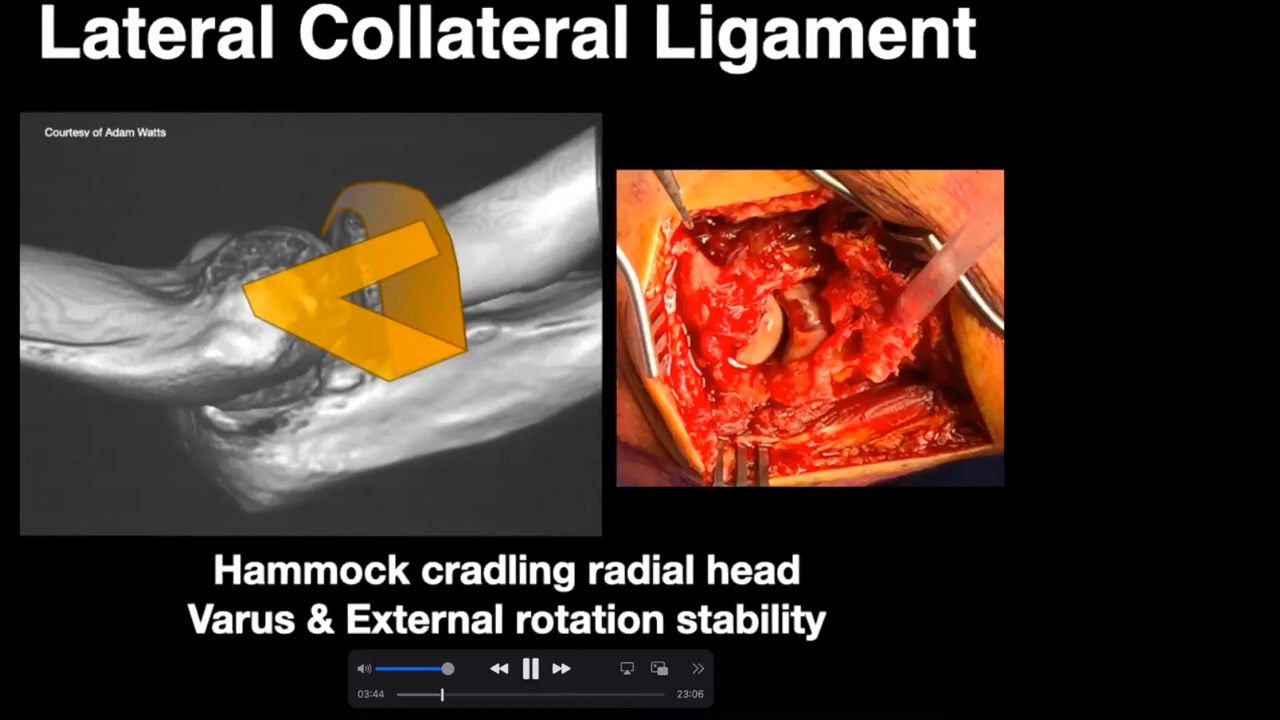 Lateral Collateral Ligament
Courtesy of Adam Watts
Hammock cradling radial head
Varus & External rotation stability
03:44
23:06